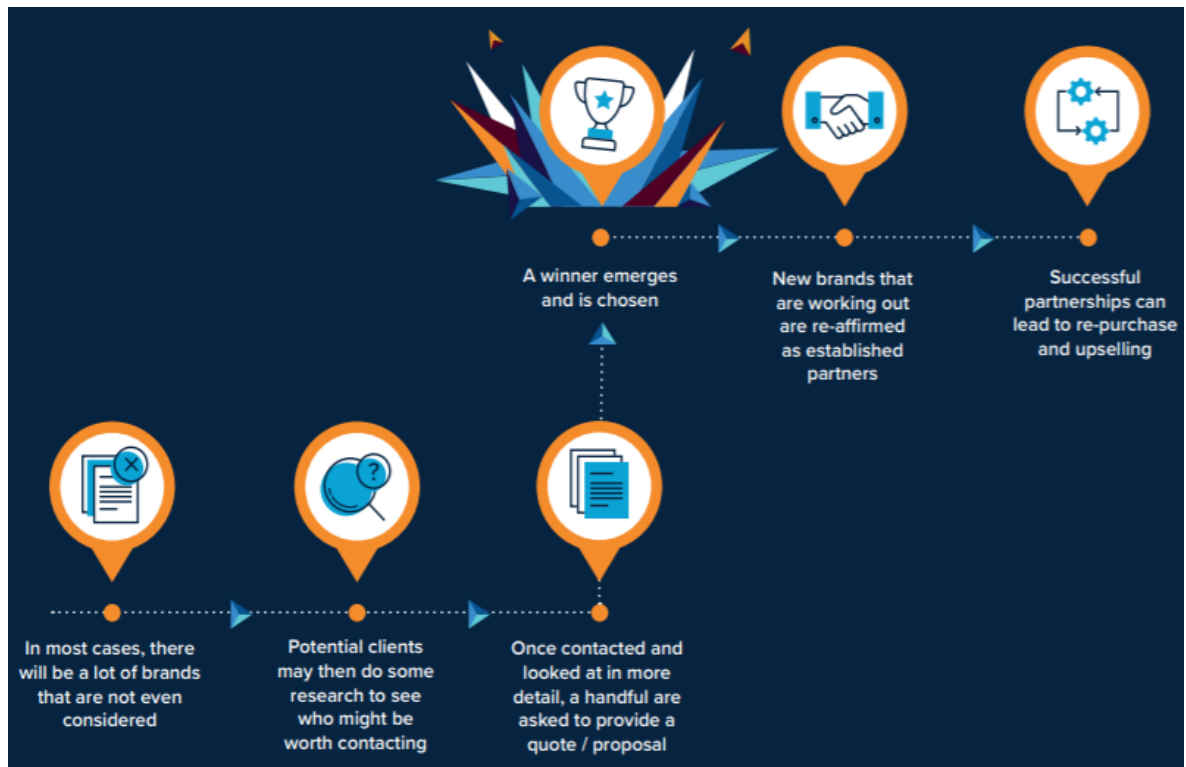 A winner emerges
and is chosen
New brands that
are working out
are re-affirmed
as established
partners
Successful
partnerships can
lead to re-purchase
and upselling
In most cases, there
will be a lot of brands
that are not even
considered
Potential clients
may then do some
research to see
who might be
worth contacting
Once contacted and
looked at in more
detail, a handful are
asked to provide a
quote / proposal